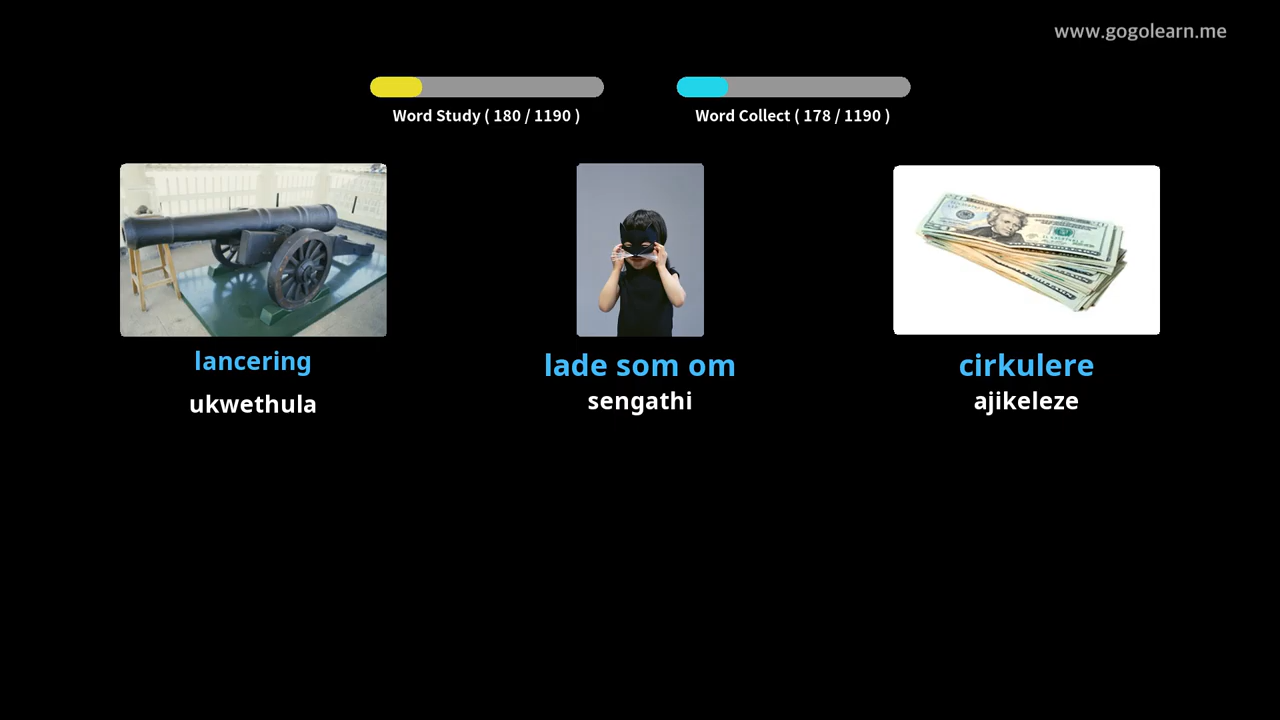 www.gogolearn.me
Word Study ( 180 / 1190 )
Word Collect ( 178 / 1190 )
lancering
lade som om
cirkulere
ukwethula
sengathi
ajikeleze